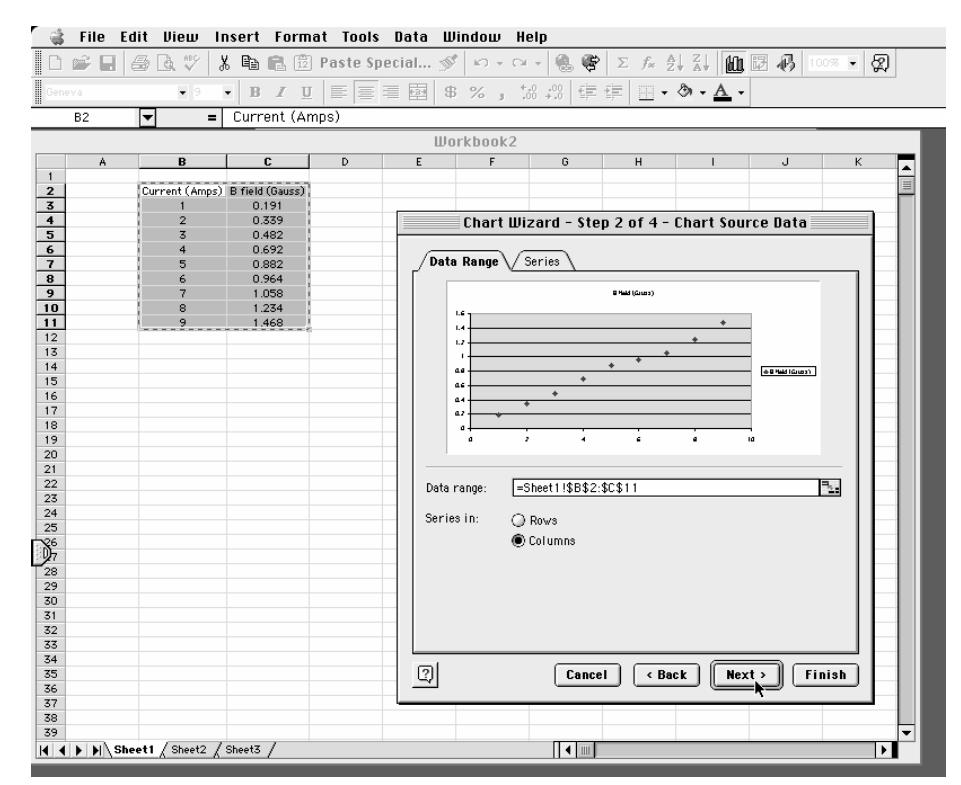 File Edit View Insert Format Tools Data Window Help
Paste Special... Σ fx 100%
Geneva 9 B I U $ % ,
B2 = Current (Amps)
Workbook2
A B C D E F G H I J K
1
2 Current (Amps) B field (Gauss)
3 1 0.191
4 2 0.339
5 3 0.482
6 4 0.692
7 5 0.882
8 6 0.964
9 7 1.058
10 8 1.234
11 9 1.468
12
13
14
15
16
17
18
19
20
21
22
23
24
25
26
27
28
29
30
31
32
33
34
35
36
37
38
39
Chart Wizard - Step 2 of 4 - Chart Source Data
Data Range Series
B field (Gauss)
1.6
1.4
1.2
1
0.8
0.6
0.4
0.2
0
0 2 4 6 8 10
B field (Gauss)
Data range: =Sheet1!$B$2:$C$11
Series in: Rows
Columns
Cancel < Back Next > Finish
Sheet1 Sheet2 Sheet3